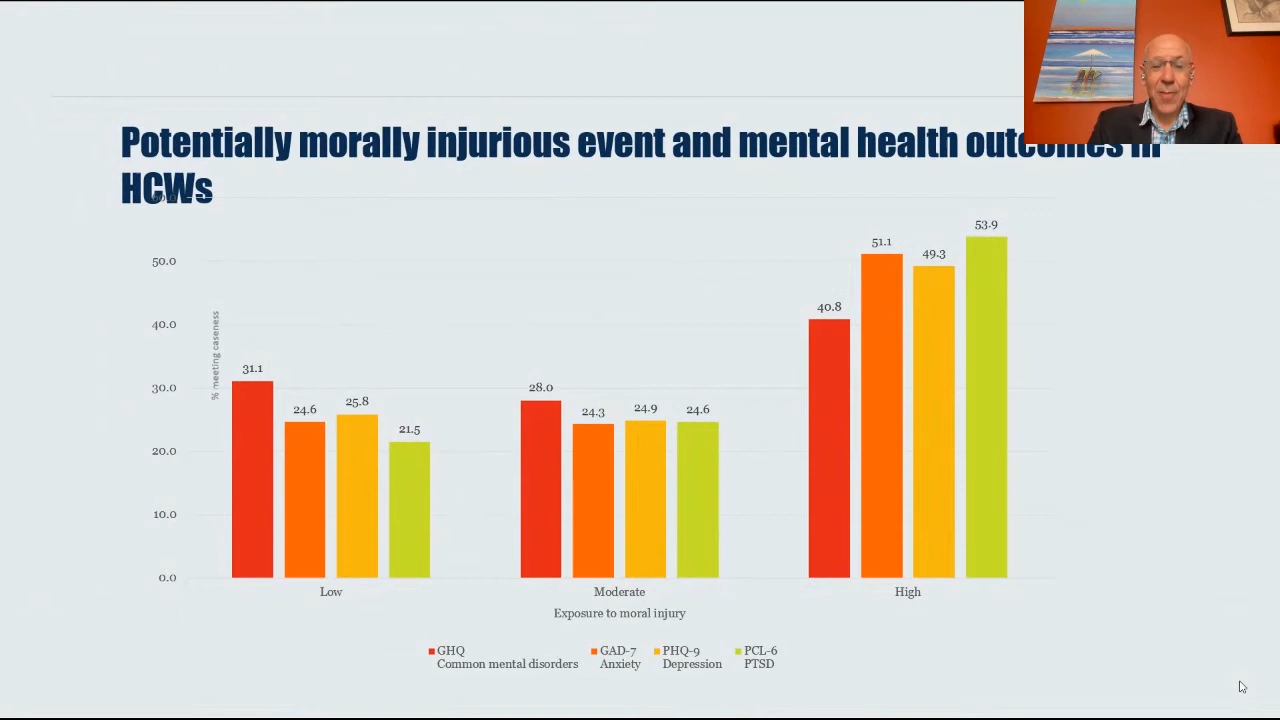 Potentially morally injurious event and mental health outcomes in
HCWs
60.0
50.0
40.0
30.0
20.0
10.0
0.0
% meeting caseness
31.1
24.6
25.8
21.5
28.0
24.3
24.9
24.6
40.8
51.1
49.3
53.9
Low
Moderate
High
Exposure to moral injury
GHQ
Common mental disorders
GAD-7
Anxiety
PHQ-9
Depression
PCL-6
PTSD